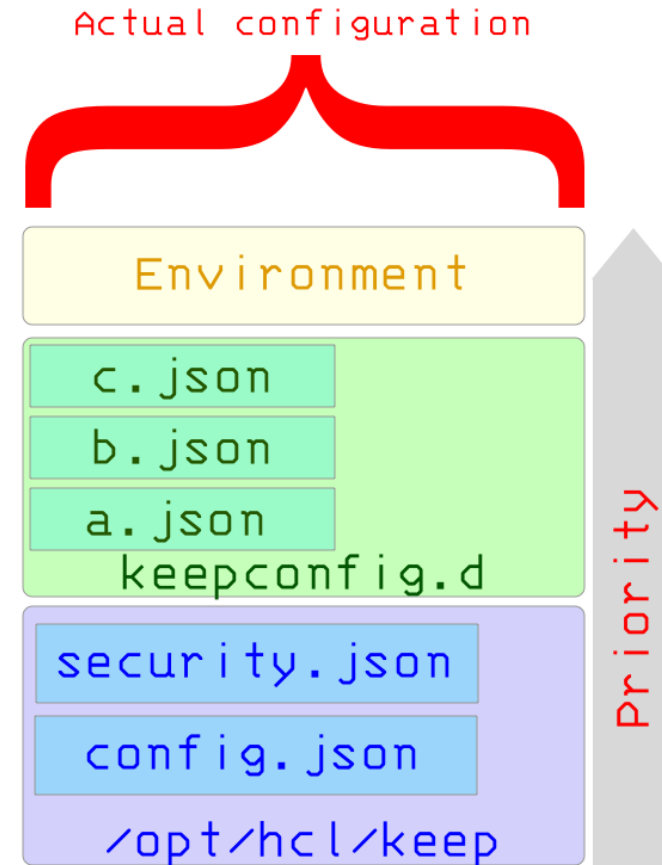 Actual configuration
Environment
c.json
b.json
a.json
keepconfig.d
security.json
config.json
/opt/hcl/keep
Priority